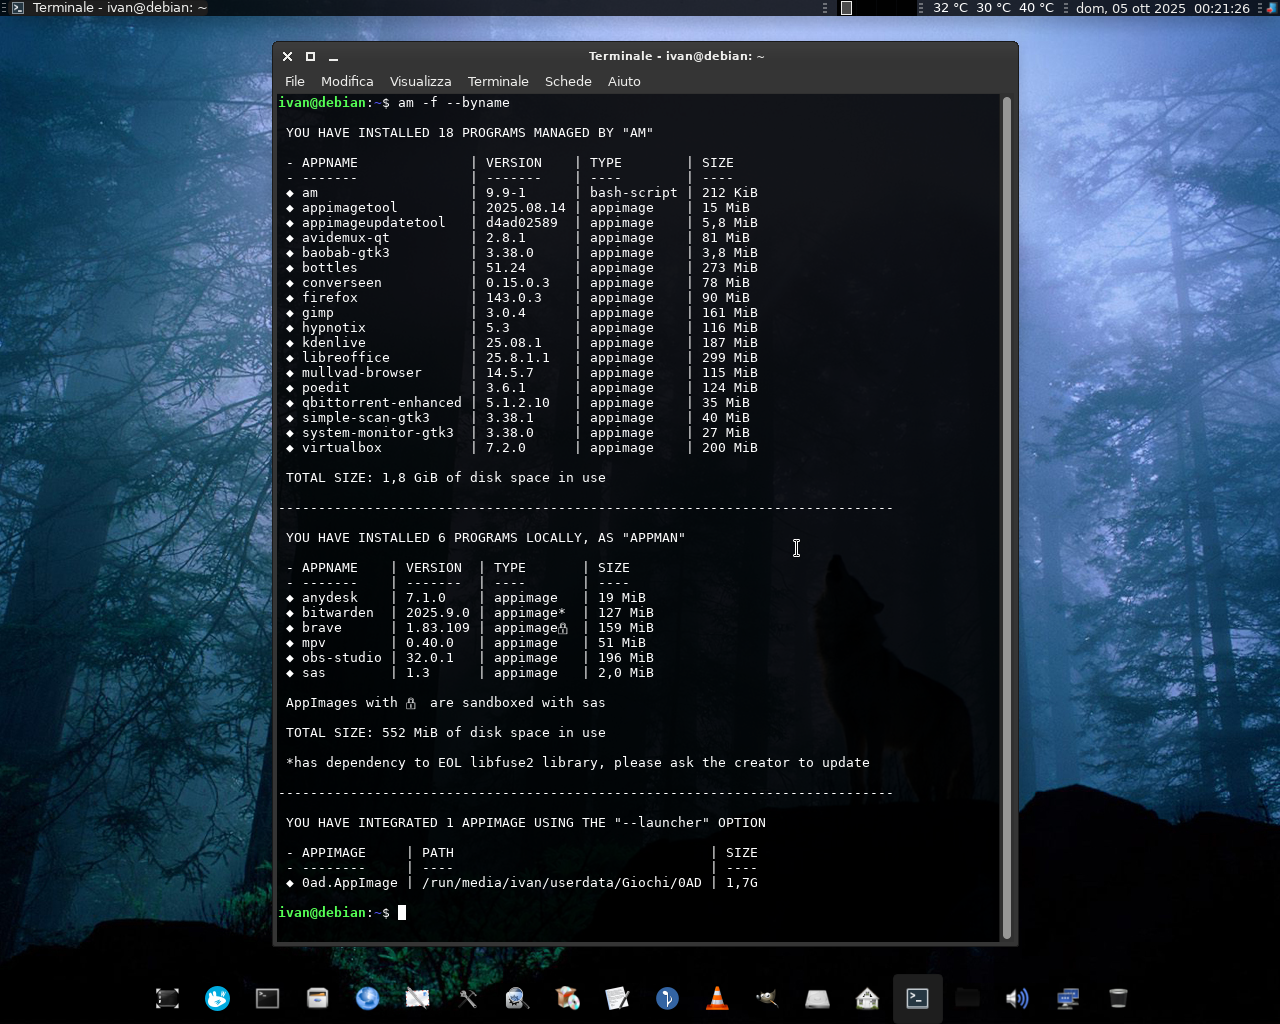 Terminale - ivan@debian: ~
32 °C 30 °C 40 °C
dom, 05 ott 2025 00:21:26
Terminale - ivan@debian: ~
File Modifica Visualizza Terminale Schede Aiuto
ivan@debian:~$ am -f --byname
YOU HAVE INSTALLED 18 PROGRAMS MANAGED BY "AM"
- APPNAME | VERSION | TYPE | SIZE
- ------- | ------- | ---- | ----
◆ am | 9.9-1 | bash-script | 212 KiB
◆ appimagetool | 2025.08.14 | appimage | 15 MiB
◆ appimageupdatetool | d4ad02589 | appimage | 5,8 MiB
◆ avidemux-qt | 2.8.1 | appimage | 81 MiB
◆ baobab-gtk3 | 3.38.0 | appimage | 3,8 MiB
◆ bottles | 51.24 | appimage | 273 MiB
◆ converseen | 0.15.0.3 | appimage | 78 MiB
◆ firefox | 143.0.3 | appimage | 90 MiB
◆ gimp | 3.0.4 | appimage | 161 MiB
◆ hypnotix | 5.3 | appimage | 116 MiB
◆ kdenlive | 25.08.1 | appimage | 187 MiB
◆ libreoffice | 25.8.1.1 | appimage | 299 MiB
◆ mullvad-browser | 14.5.7 | appimage | 115 MiB
◆ poedit | 3.6.1 | appimage | 124 MiB
◆ qbittorrent-enhanced | 5.1.2.10 | appimage | 35 MiB
◆ simple-scan-gtk3 | 3.38.1 | appimage | 40 MiB
◆ system-monitor-gtk3 | 3.38.0 | appimage | 27 MiB
◆ virtualbox | 7.2.0 | appimage | 200 MiB
TOTAL SIZE: 1,8 GiB of disk space in use
-----------------------------------------------------------------------------
YOU HAVE INSTALLED 6 PROGRAMS LOCALLY, AS "APPMAN"
- APPNAME | VERSION | TYPE | SIZE
- ------- | ------- | ---- | ----
◆ anydesk | 7.1.0 | appimage | 19 MiB
◆ bitwarden | 2025.9.0 | appimage* | 127 MiB
◆ brave | 1.83.109 | appimage🔒 | 159 MiB
◆ mpv | 0.40.0 | appimage | 51 MiB
◆ obs-studio | 32.0.1 | appimage | 196 MiB
◆ sas | 1.3 | appimage | 2,0 MiB
AppImages with 🔒 are sandboxed with sas
TOTAL SIZE: 552 MiB of disk space in use
*has dependency to EOL libfuse2 library, please ask the creator to update
-----------------------------------------------------------------------------
YOU HAVE INTEGRATED 1 APPIMAGE USING THE "--launcher" OPTION
- APPIMAGE | PATH | SIZE
- -------- | ---- | ----
◆ 0ad.AppImage | /run/media/ivan/userdata/Giochi/0AD | 1,7G
ivan@debian:~$